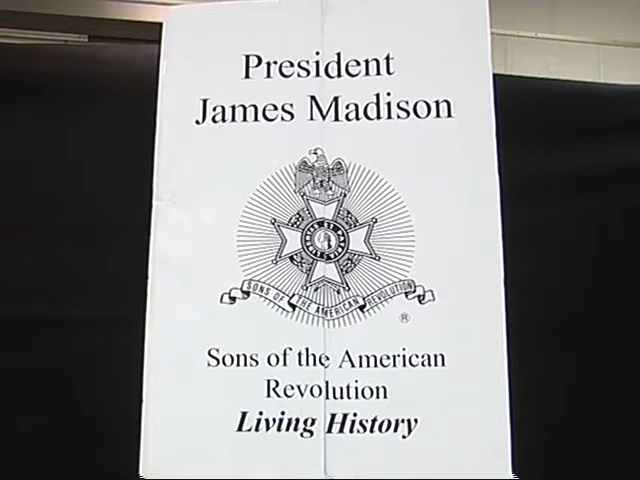 President
James Madison
SONS OF THE AMERICAN REVOLUTION
®
Sons of the American
Revolution
Living History